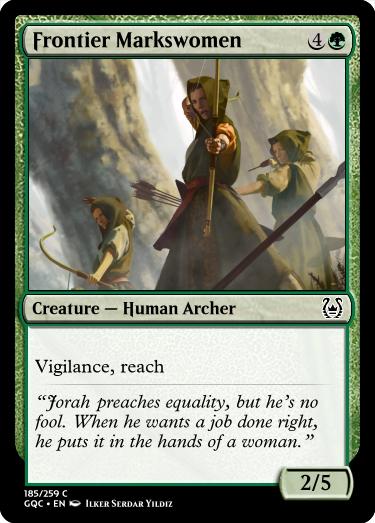 Frontier Markswomen 4
Creature — Human Archer
Vigilance, reach
“Jorah preaches equality, but he’s no
fool. When he wants a job done right,
he puts it in the hands of a woman.”
2/5
185/259 C
GQC • EN Ilker Serdar Yildiz